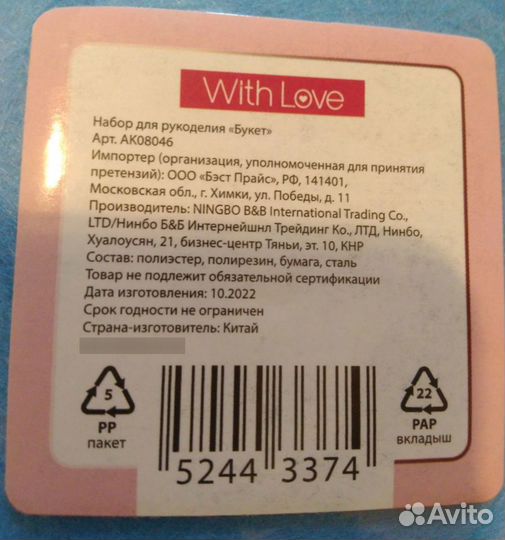 With Love
Набор для рукоделия «Букет»
Арт. AK08046
Импортер (организация, уполномоченная для принятия
претензий): ООО «Бэст Прайс», РФ, 141401,
Московская обл., г. Химки, ул. Победы, д. 11
Производитель: NINGBO B&B International Trading Co.,
LTD/Нинбо Б&Б Интернейшнл Трейдинг Ко., ЛТД, Нинбо,
Хуалоусян, 21, бизнес-центр Тяньи, эт. 10, КНР
Состав: полиэстер, полирезин, бумага, сталь
Товар не подлежит обязательной сертификации
Дата изготовления: 10.2022
Срок годности не ограничен
Страна-изготовитель: Китай
5
PP
пакет
22
PAP
вкладыш
5244 3374
Avito